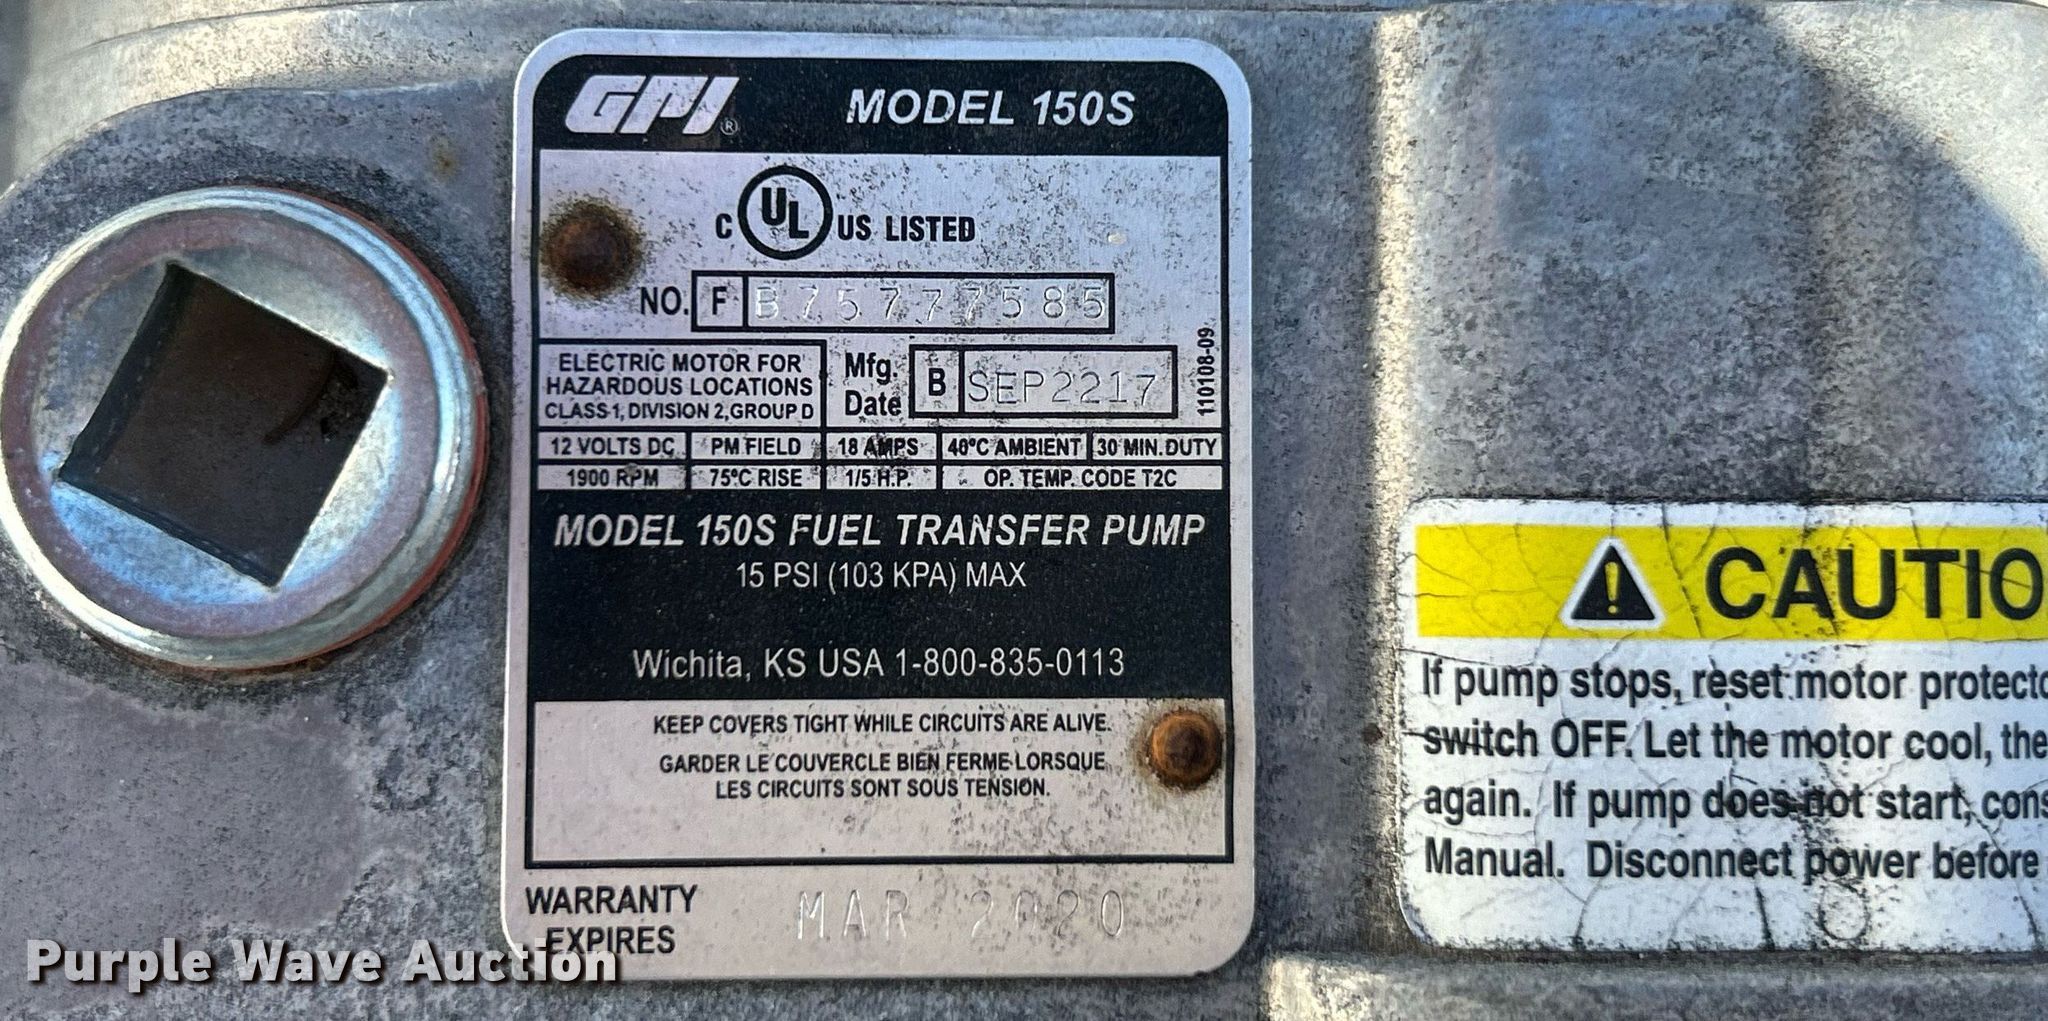 GPI® MODEL 150S
C UL US LISTED
NO. F B75777585
ELECTRIC MOTOR FOR
HAZARDOUS LOCATIONS
CLASS 1, DIVISION 2, GROUP D
Mfg.
Date B SEP2217
110108-09
12 VOLTS DC PM FIELD 18 AMPS 40°C AMBIENT 30 MIN. DUTY
1900 RPM 75°C RISE 1/5 H.P. OP. TEMP. CODE T2C
MODEL 150S FUEL TRANSFER PUMP
15 PSI (103 KPA) MAX
Wichita, KS USA 1-800-835-0113
KEEP COVERS TIGHT WHILE CIRCUITS ARE ALIVE.
GARDER LE COUVERCLE BIEN FERME LORSQUE
LES CIRCUITS SONT SOUS TENSION.
WARRANTY
EXPIRES MAR 2020
CAUTIO
If pump stops, reset motor protecto
switch OFF. Let the motor cool, the
again. If pump does not start, cons
Manual. Disconnect power before
Purple Wave Auction